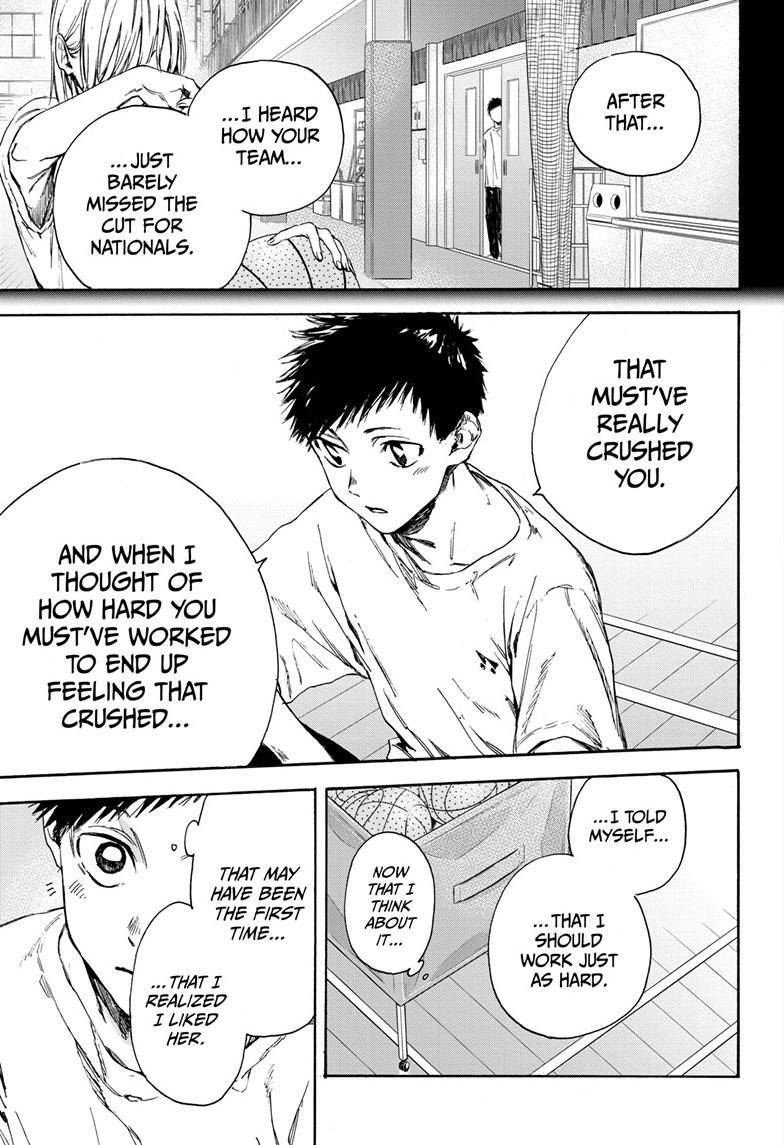 AFTER
THAT...
...I HEARD
HOW YOUR
TEAM...
...JUST
BARELY
MISSED THE
CUT FOR
NATIONALS.
THAT
MUST'VE
REALLY
CRUSHED
YOU.
AND WHEN I
THOUGHT OF
HOW HARD YOU
MUST'VE WORKED
TO END UP
FEELING THAT
CRUSHED...
...I TOLD
MYSELF...
...THAT I
SHOULD
WORK JUST
AS HARD.
NOW
THAT I
THINK
ABOUT
IT...
THAT MAY
HAVE BEEN
THE FIRST
TIME...
...THAT I
REALIZED
I LIKED
HER.